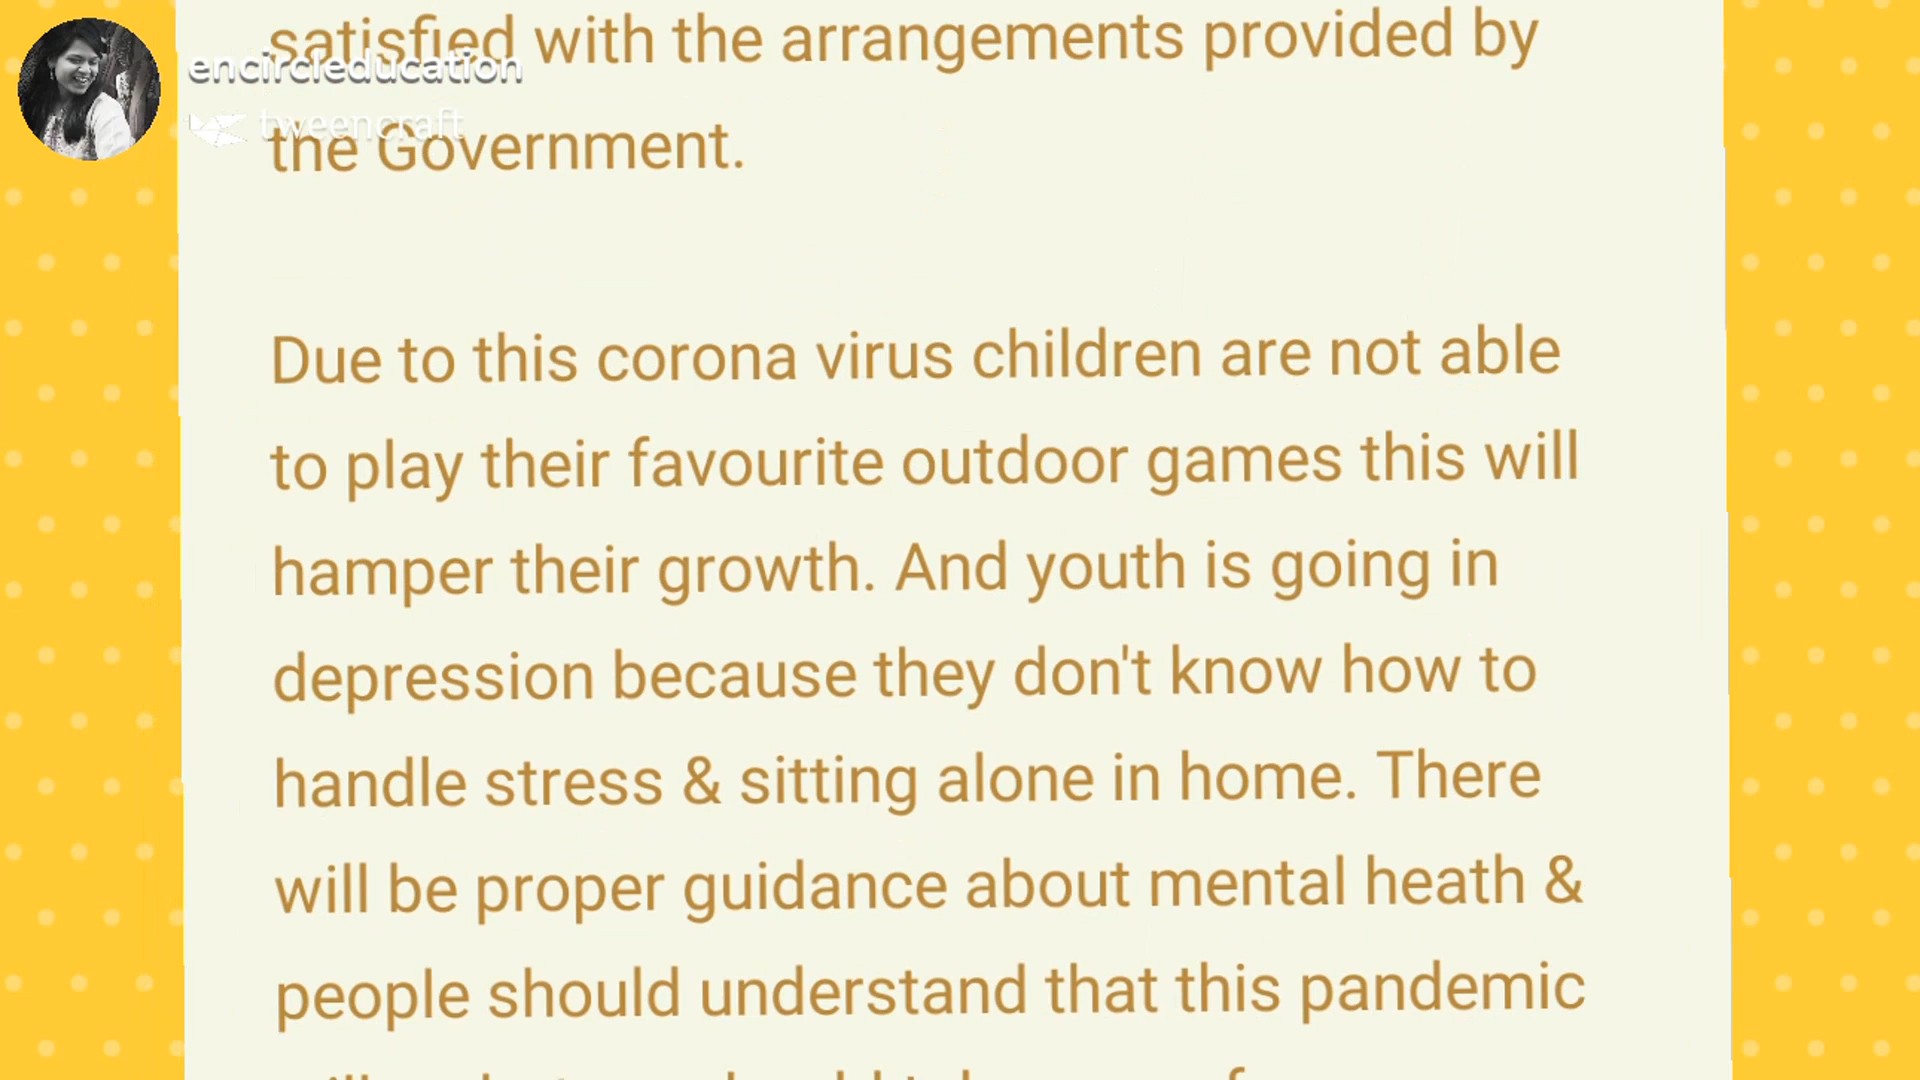 satisfied with the arrangements provided by
encircleducation
tweencraft
the Government.
Due to this corona virus children are not able
to play their favourite outdoor games this will
hamper their growth. And youth is going in
depression because they don't know how to
handle stress & sitting alone in home. There
will be proper guidance about mental heath &
people should understand that this pandemic